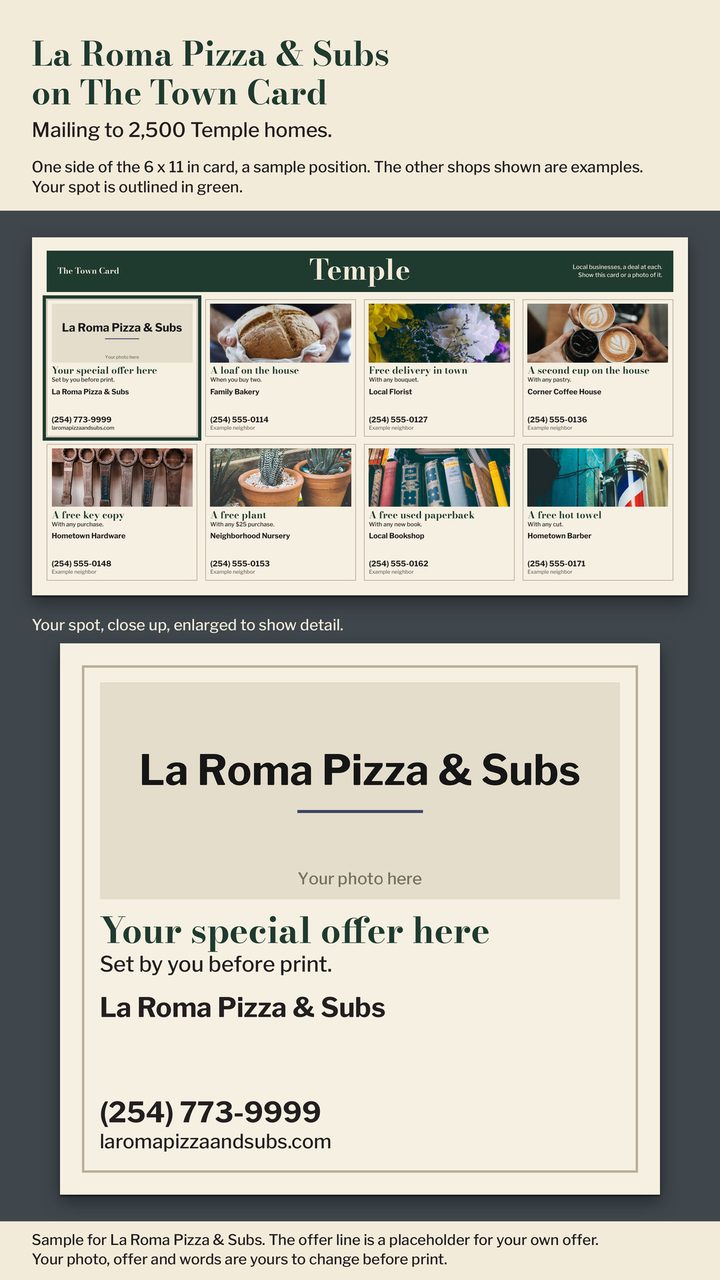 La Roma Pizza & Subs
on The Town Card
Mailing to 2,500 Temple homes.
One side of the 6 x 11 in card, a sample position. The other shops shown are examples.
Your spot is outlined in green.
The Town Card
Temple
Local businesses, a deal at each.
Show this card or a photo of it.
La Roma Pizza & Subs
Your photo here
Your special offer here
Set by you before print.
La Roma Pizza & Subs
(254) 773-9999
laromapizzaandsubs.com
A loaf on the house
When you buy two.
Family Bakery
(254) 555-0114
Example neighbor
Free delivery in town
With any bouquet.
Local Florist
(254) 555-0127
Example neighbor
A second cup on the house
With any pastry.
Corner Coffee House
(254) 555-0136
Example neighbor
A free key copy
With any purchase.
Hometown Hardware
(254) 555-0148
Example neighbor
A free plant
With any $25 purchase.
Neighborhood Nursery
(254) 555-0153
Example neighbor
A free used paperback
With any new book.
Local Bookshop
(254) 555-0162
Example neighbor
A free hot towel
With any cut.
Hometown Barber
(254) 555-0171
Example neighbor
Your spot, close up, enlarged to show detail.
La Roma Pizza & Subs
Your photo here
Your special offer here
Set by you before print.
La Roma Pizza & Subs
(254) 773-9999
laromapizzaandsubs.com
Sample for La Roma Pizza & Subs. The offer line is a placeholder for your own offer.
Your photo, offer and words are yours to change before print.